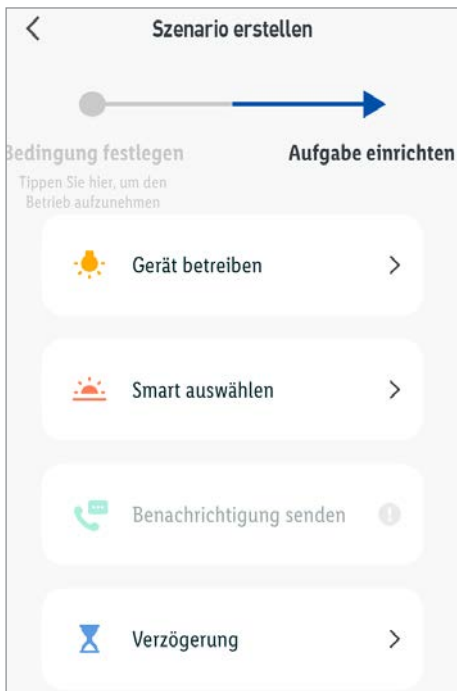 Szenario erstellen
Bedingung festlegen
Tippen Sie hier, um den
Betrieb aufzunehmen
Aufgabe einrichten
Gerät betreiben
Smart auswählen
Benachrichtigung senden
Verzögerung